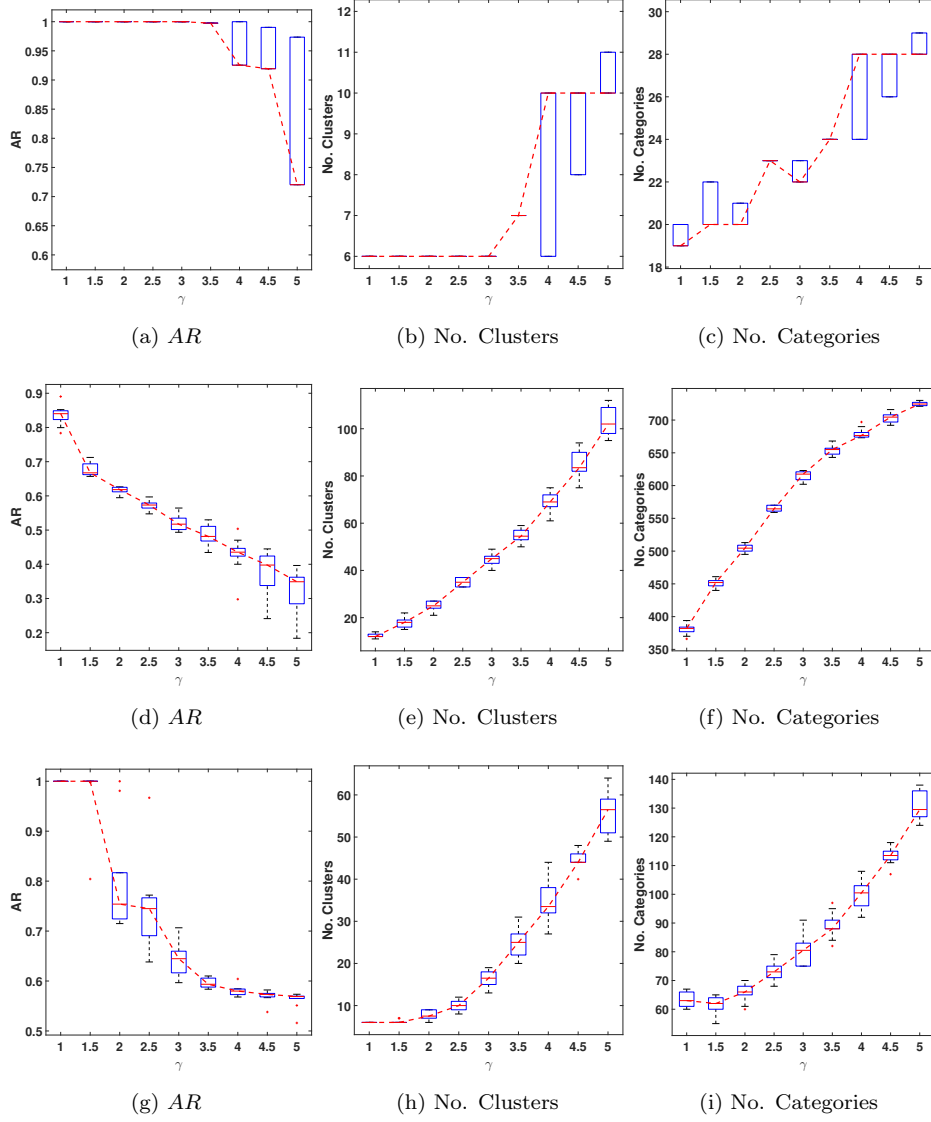 AR
1
0.95
0.9
0.85
0.8
0.75
0.7
0.65
0.6
1 1.5 2 2.5 3 3.5 4 4.5 5
γ
(a) AR
No. Clusters
12
11
10
9
8
7
6
1 1.5 2 2.5 3 3.5 4 4.5 5
γ
(b) No. Clusters
No. Categories
28
26
24
22
20
18
1 1.5 2 2.5 3 3.5 4 4.5 5
γ
(c) No. Categories
AR
0.9
0.8
0.7
0.6
0.5
0.4
0.3
0.2
1 1.5 2 2.5 3 3.5 4 4.5 5
γ
(d) AR
No. Clusters
100
80
60
40
20
1 1.5 2 2.5 3 3.5 4 4.5 5
γ
(e) No. Clusters
No. Categories
700
650
600
550
500
450
400
350
1 1.5 2 2.5 3 3.5 4 4.5 5
γ
(f) No. Categories
AR
1
0.9
0.8
0.7
0.6
0.5
1 1.5 2 2.5 3 3.5 4 4.5 5
γ
(g) AR
No. Clusters
60
50
40
30
20
10
1 1.5 2 2.5 3 3.5 4 4.5 5
γ
(h) No. Clusters
No. Categories
140
130
120
110
100
90
80
70
60
1 1.5 2 2.5 3 3.5 4 4.5 5
γ
(i) No. Categories